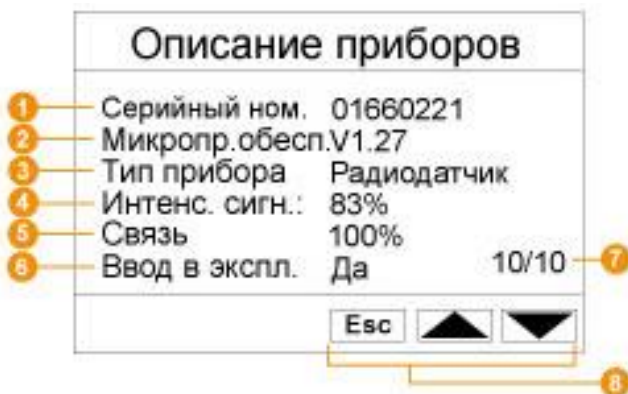 Описание приборов
1 Серийный ном. 01660221
2 Микропр.обесп.V1.27
3 Тип прибора Радиодатчик
4 Интенс. сигн.: 83%
5 Связь 100%
6 Ввод в экспл. Да 10/10 7
Esc
8